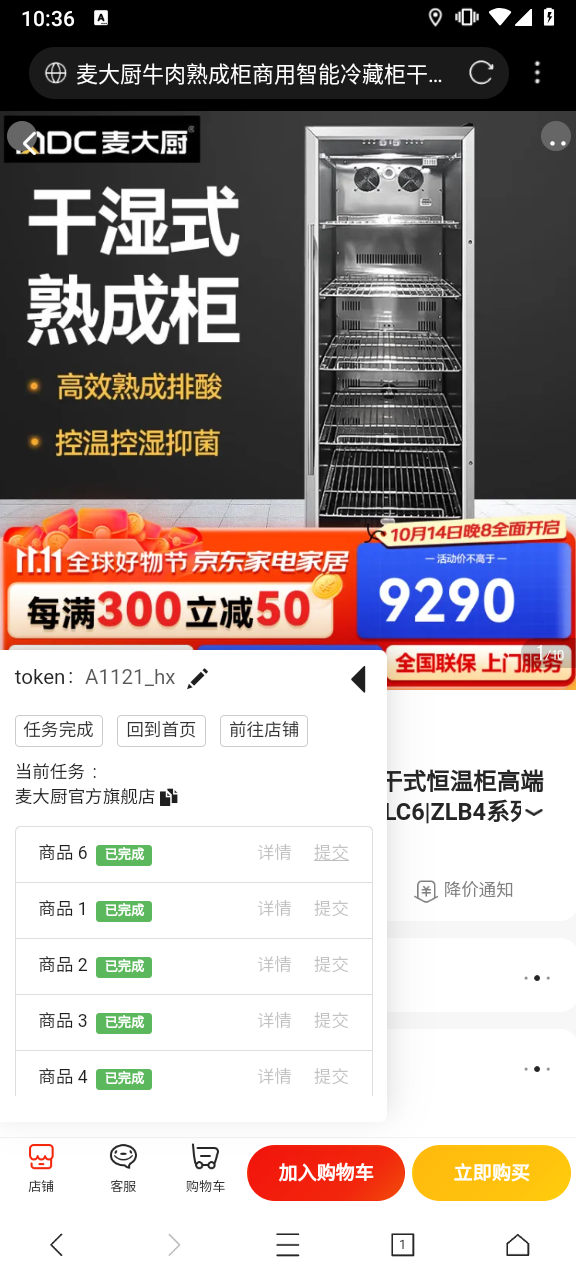 10:36
A
麦大厨牛肉熟成柜商用智能冷藏柜干...
MDC 麦大厨®
干湿式
熟成柜
高效熟成排酸
控温控湿抑菌
10月14日晚8全面开启
11.11全球好物节 京东家电家居
活动价不高于
每满300立减50
9290
1/10
全国联保 上门服务
token: A1121_hx
任务完成 回到首页 前往店铺
当前任务：
麦大厨官方旗舰店
干式恒温柜高端
LC6|ZLB4系列
降价通知
商品 6 已完成 详情 提交
商品 1 已完成 详情 提交
商品 2 已完成 详情 提交
商品 3 已完成 详情 提交
商品 4 已完成 详情 提交
店铺 客服 购物车 加入购物车 立即购买
1